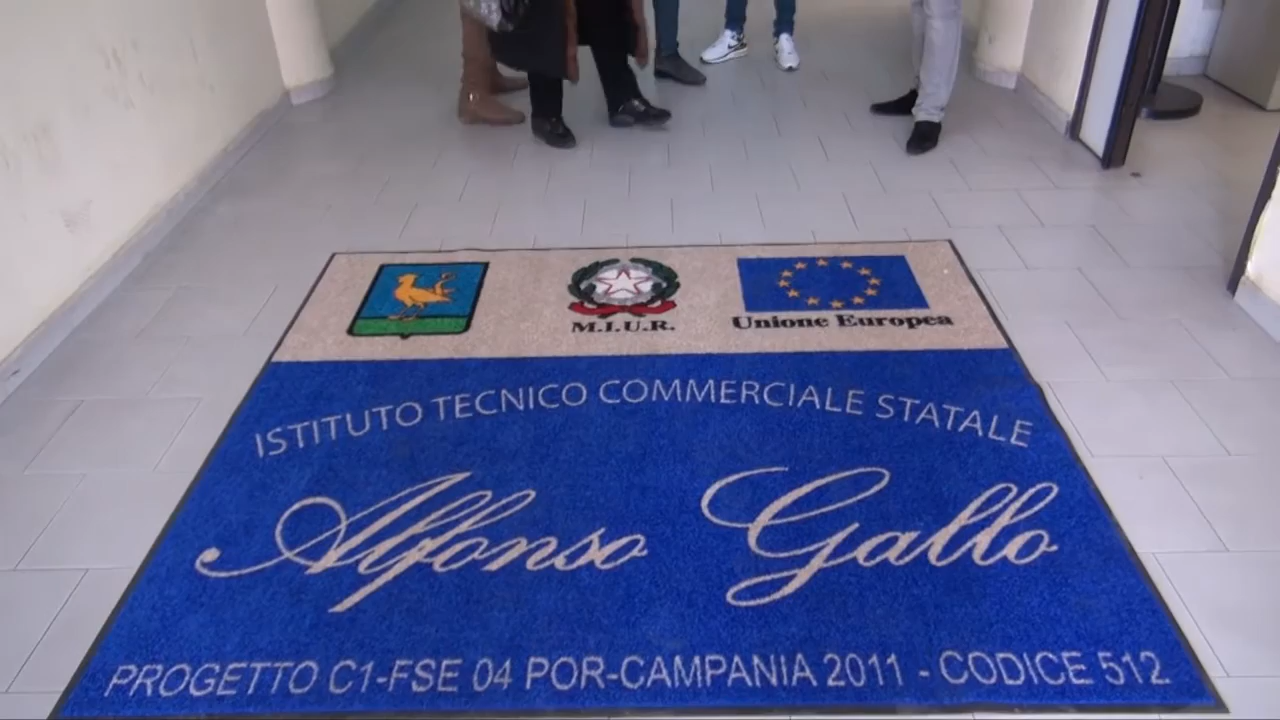 M.I.U.R.
Unione Europea
ISTITUTO TECNICO COMMERCIALE STATALE
Alfonso Gallo
PROGETTO C1-FSE 04 POR-CAMPANIA 2011 - CODICE 512